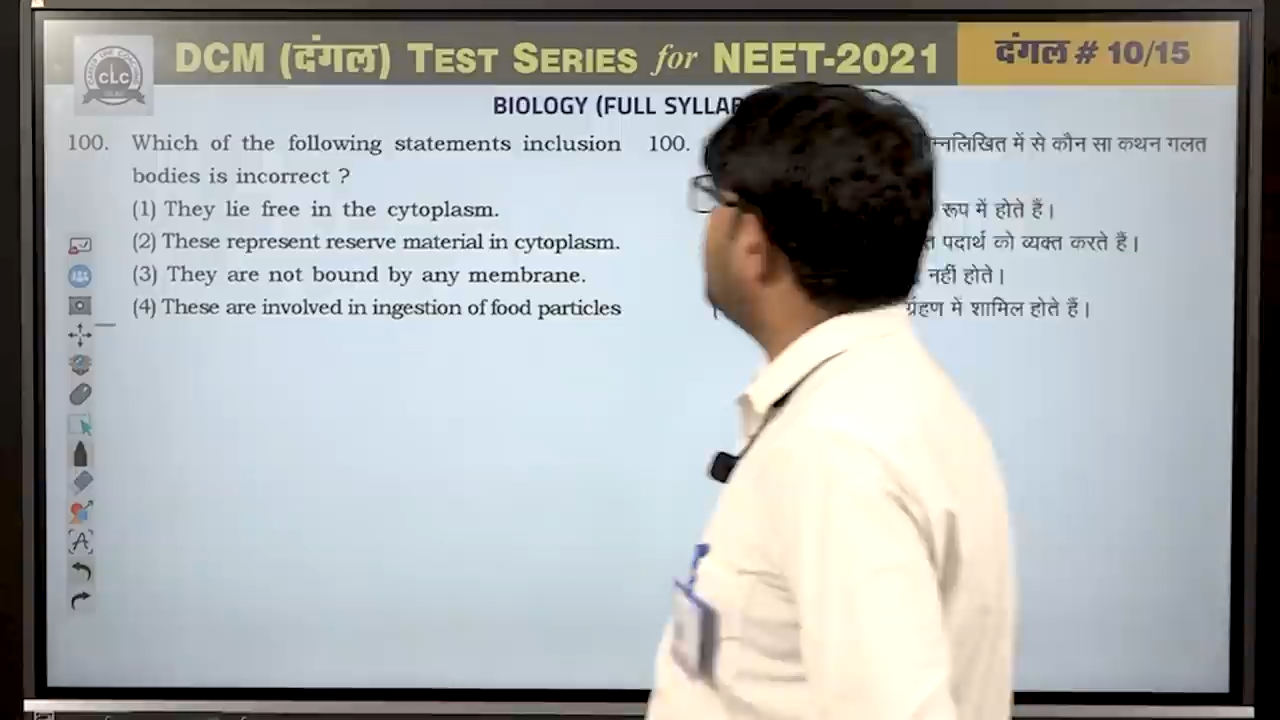 DCM (दंगल) TEST SERIES for NEET-2021
दंगल # 10/15
CLC
BIOLOGY (FULL
100. Which of the following statements inclusion
bodies is incorrect ?
(1) They lie free in the cytoplasm.
(2) These represent reserve material in cytoplasm.
(3) They are not bound by any membrane.
(4) These are involved in ingestion of food particles
100. में से कौन सा कथन गलत
रूप में होते हैं।
पदार्थ को व्यक्त करते हैं।
नहीं होते।
में शामिल होते हैं।